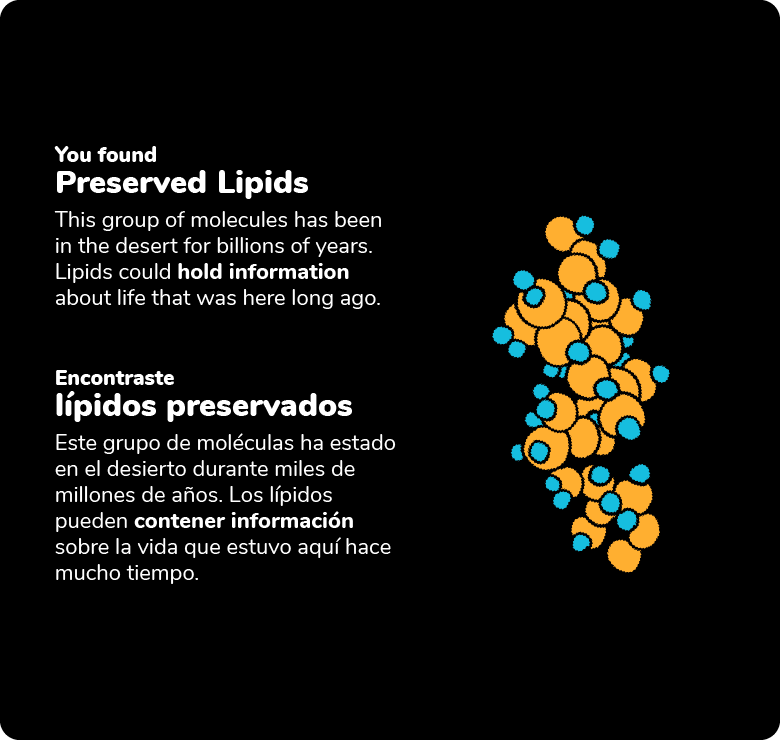 You found
Preserved Lipids
This group of molecules has been
in the desert for billions of years.
Lipids could hold information
about life that was here long ago.
Encontraste
lípidos preservados
Este grupo de moléculas ha estado
en el desierto durante miles de
millones de años. Los lípidos
pueden contener información
sobre la vida que estuvo aquí hace
mucho tiempo.